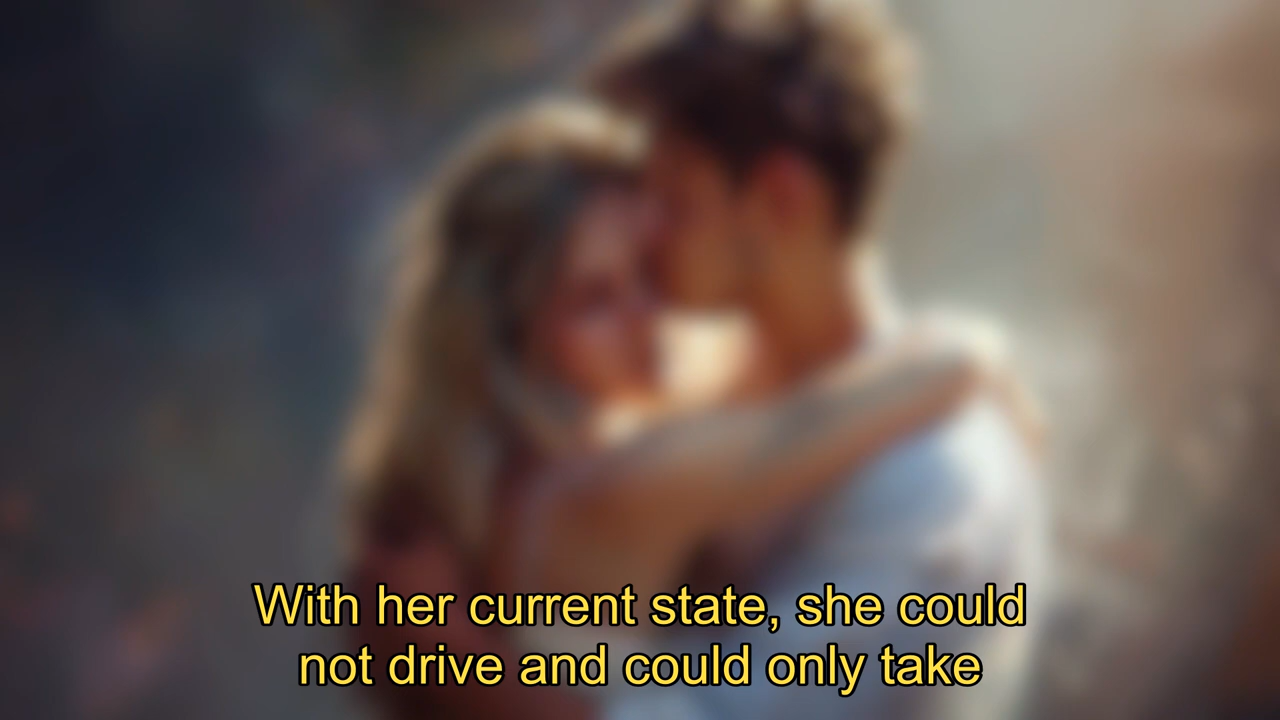 With her current state, she could
not drive and could only take